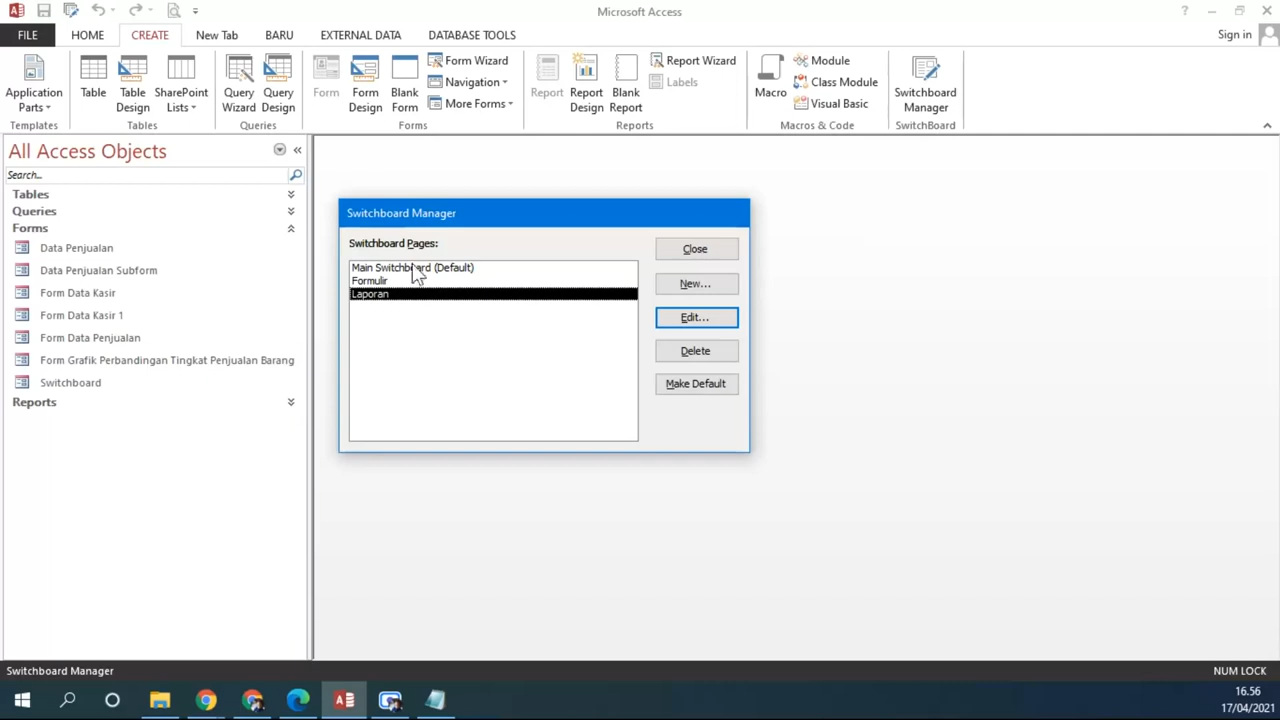 Microsoft Access
FILE
HOME
CREATE
New Tab
BARU
EXTERNAL DATA
DATABASE TOOLS
Sign in
Application Parts
Table
Table Design
SharePoint Lists
Query Wizard
Query Design
Form
Form Design
Blank Form
Form Wizard
Navigation
More Forms
Report
Report Design
Blank Report
Report Wizard
Labels
Macro
Module
Class Module
Visual Basic
Switchboard Manager
Templates
Tables
Queries
Forms
Reports
Macros & Code
SwitchBoard
All Access Objects
Search...
Tables
Queries
Forms
Data Penjualan
Data Penjualan Subform
Form Data Kasir
Form Data Kasir 1
Form Data Penjualan
Form Grafik Perbandingan Tingkat Penjualan Barang
Switchboard
Reports
Switchboard Manager
Switchboard Pages:
Main Switchboard (Default)
Formulir
Laporan
Close
New...
Edit...
Delete
Make Default
Switchboard Manager
NUM LOCK
16.56
17/04/2021